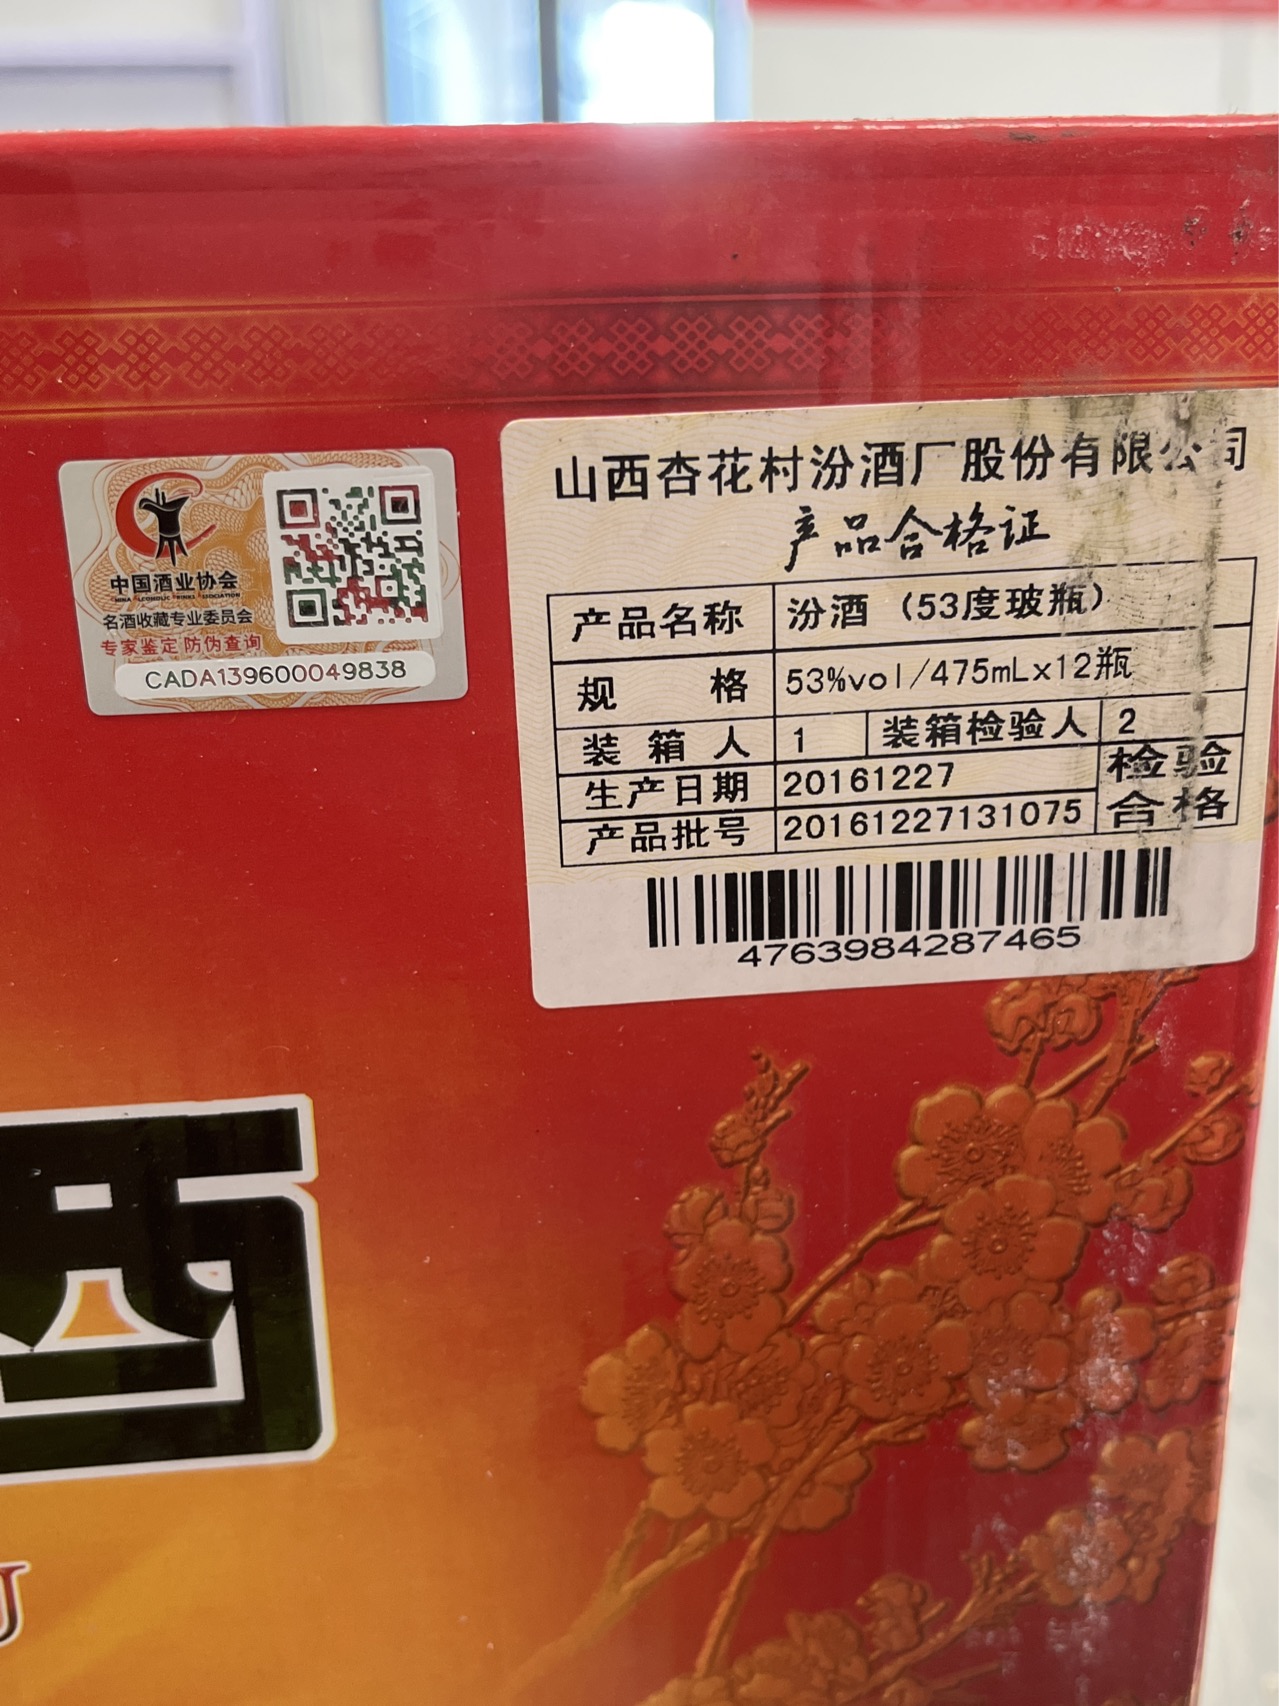 山西杏花村汾酒厂股份有限公司
产品合格证
产品名称 汾酒（53度玻瓶）
规 格 53%vol/475mLx12瓶
装 箱 人 1 装箱检验人 2
生产日期 20161227 检验
产品批号 20161227131075 合格
4763984287465
中国酒业协会
名酒收藏专业委员会
专家鉴定 防伪查询
CADA139600049838
酒
U